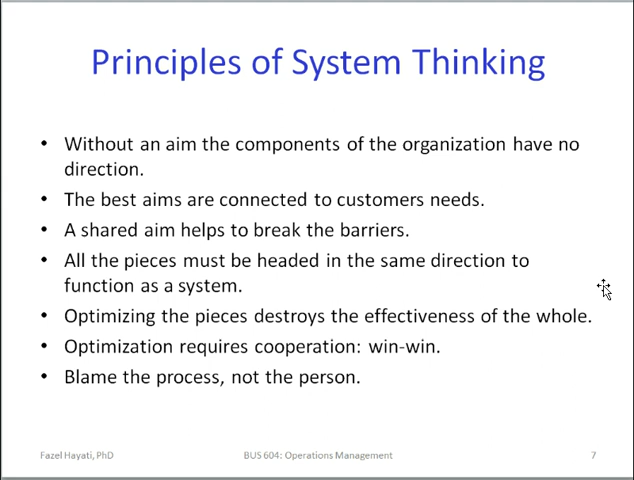 Principles of System Thinking
• Without an aim the components of the organization have no
direction.
• The best aims are connected to customers needs.
• A shared aim helps to break the barriers.
• All the pieces must be headed in the same direction to
function as a system.
• Optimizing the pieces destroys the effectiveness of the whole.
• Optimization requires cooperation: win-win.
• Blame the process, not the person.
Fazel Hayati, PhD
BUS 604: Operations Management
7